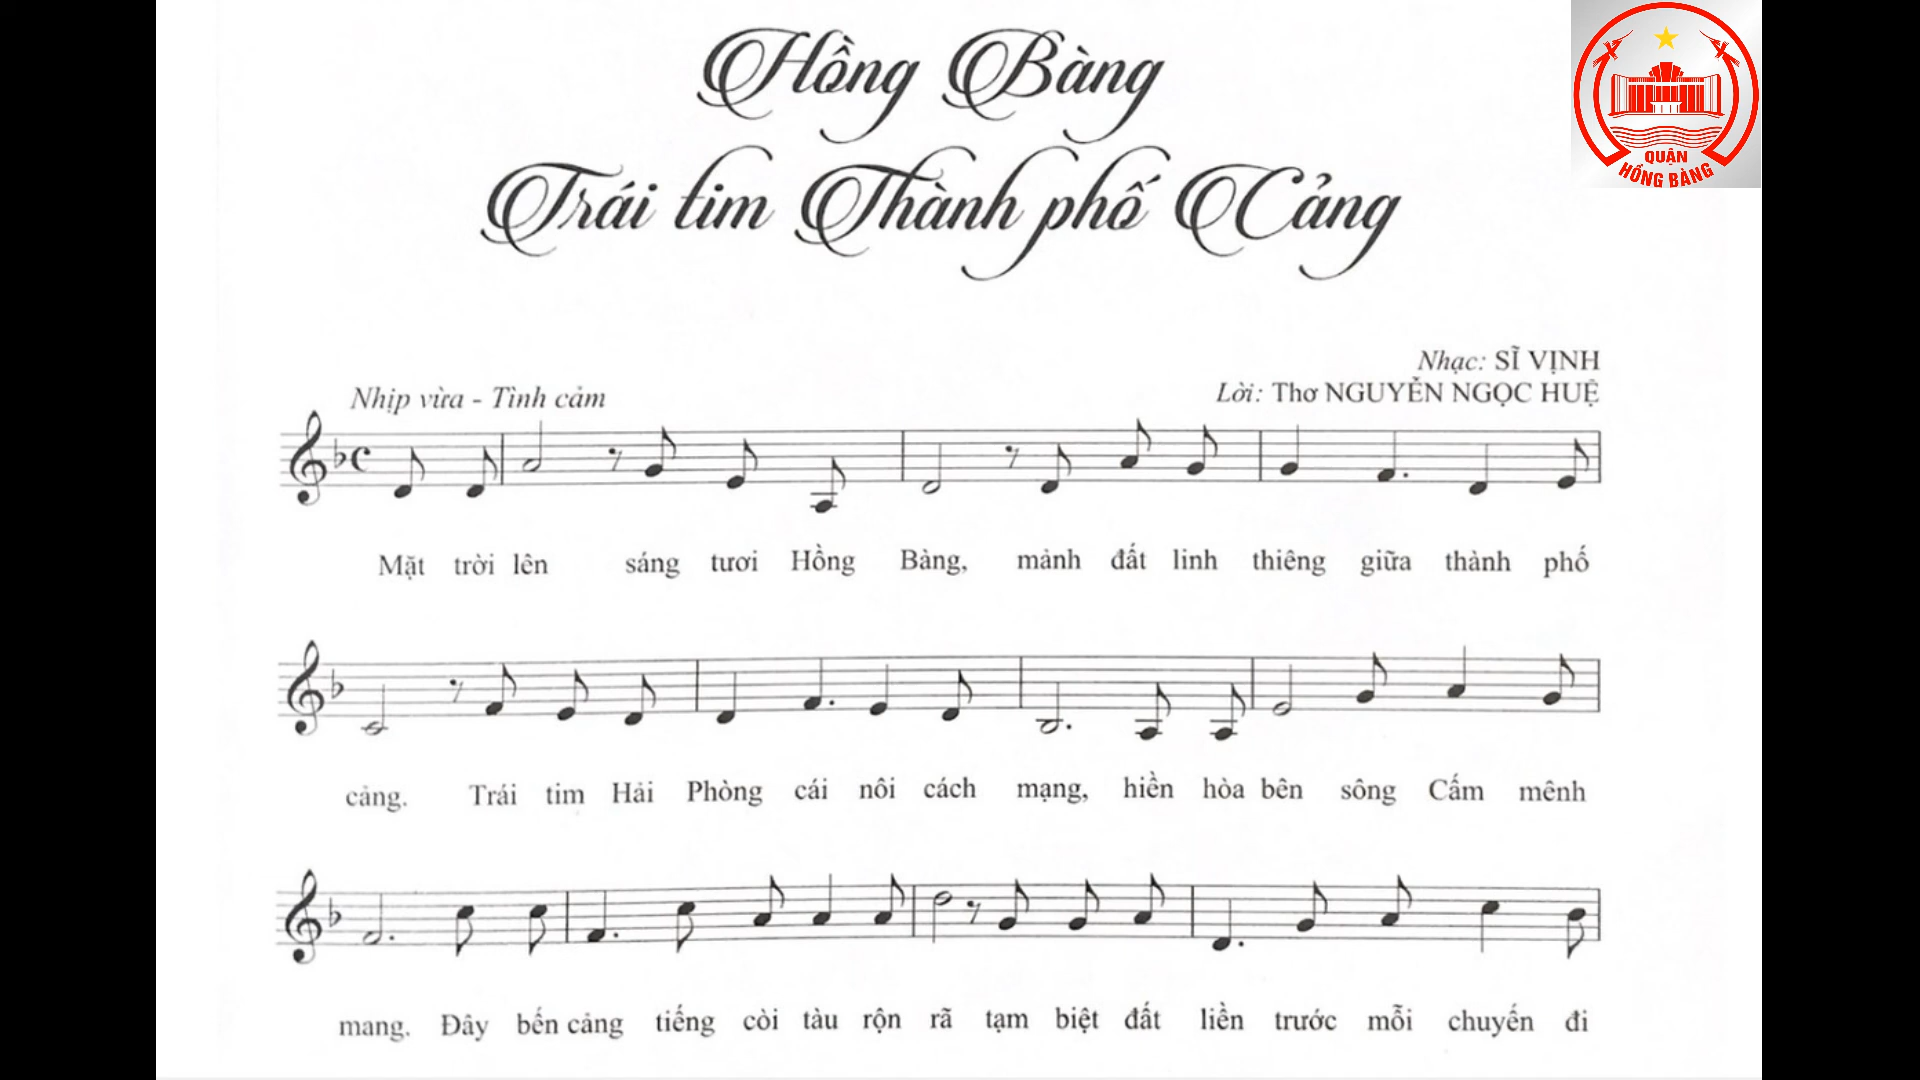 Hồng Bàng
Trái tim Thành phố Cảng
QUẬN
HỒNG BÀNG
Nhạc: SĨ VỊNH
Lời: Thơ NGUYỄN NGỌC HUỆ
Nhịp vừa - Tình cảm
Mặt trời lên sáng tươi Hồng Bàng, mảnh đất linh thiêng giữa thành phố
cảng. Trái tim Hải Phòng cái nôi cách mạng, hiền hòa bên sông Cấm mênh
mang. Đây bến cảng tiếng còi tàu rộn rã tạm biệt đất liền trước mỗi chuyến đi